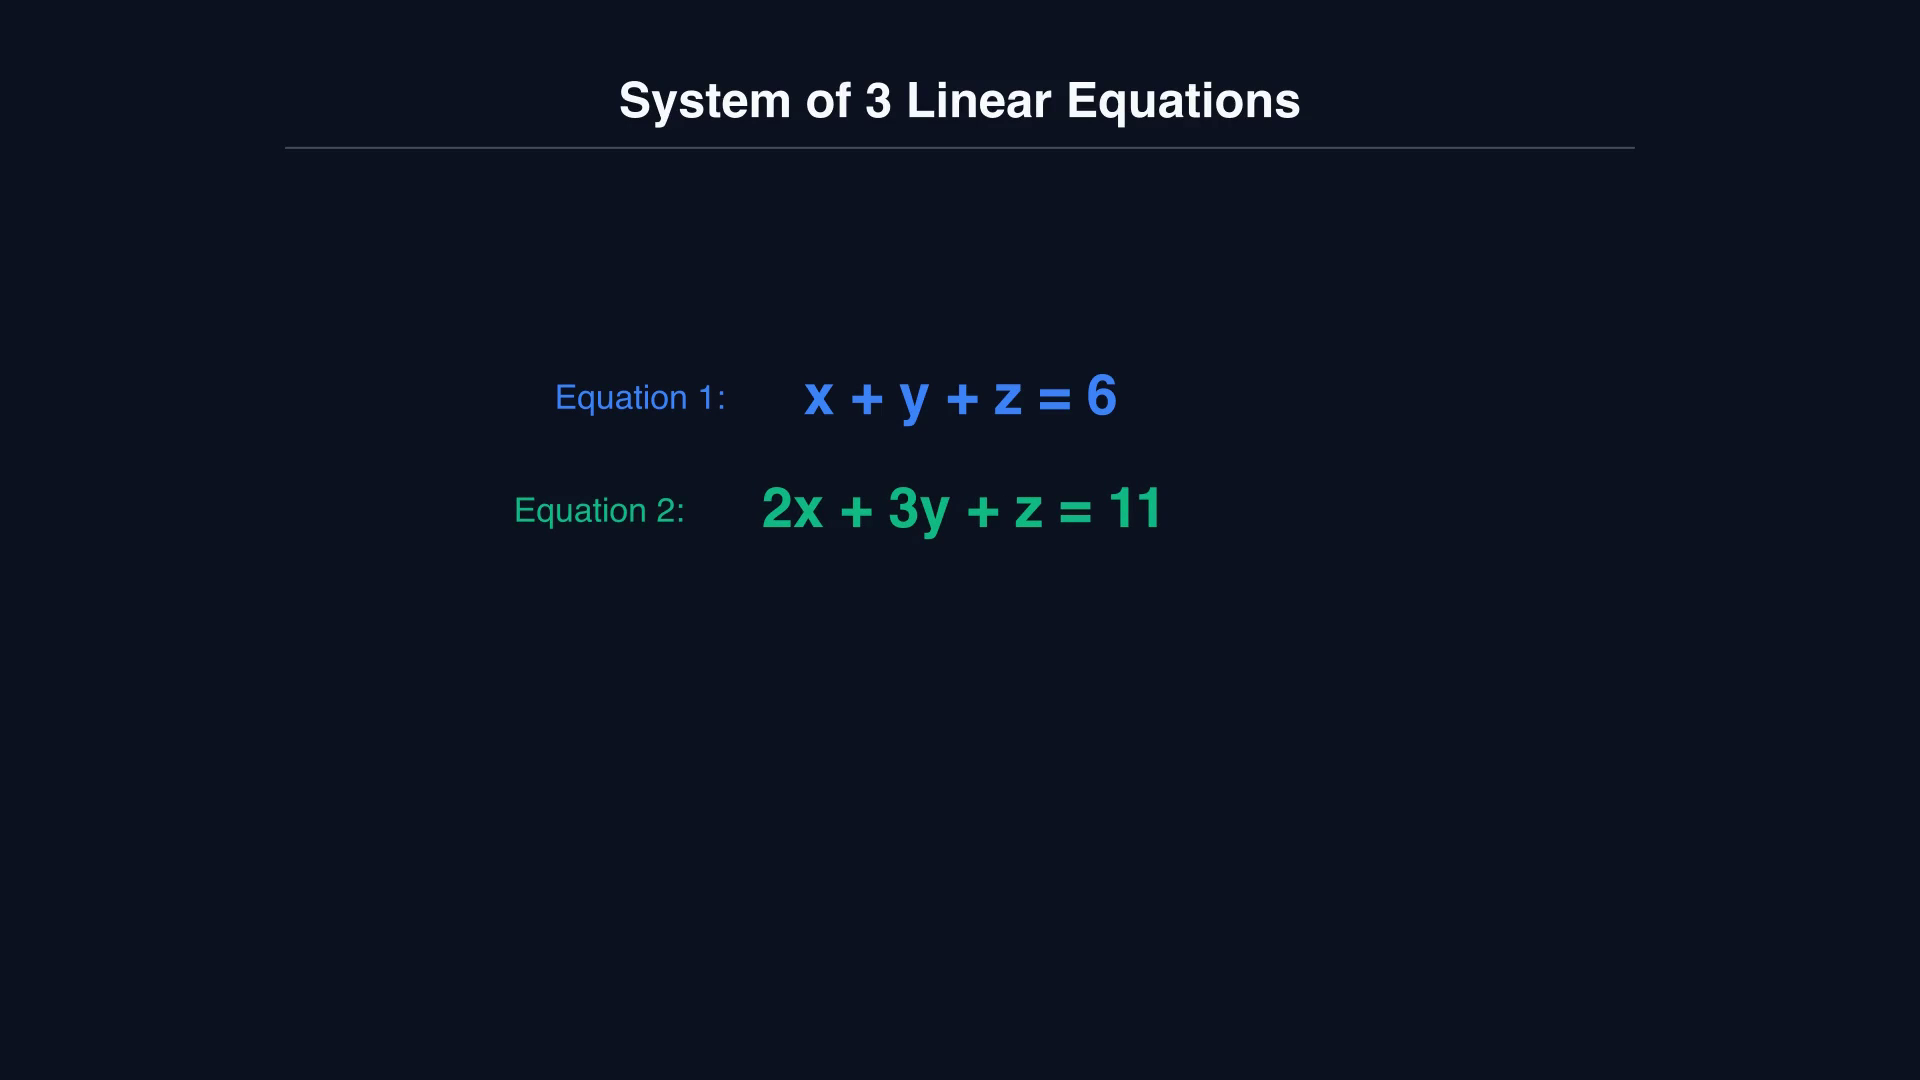 System of 3 Linear Equations
Equation 1: x + y + z = 6
Equation 2: 2x + 3y + z = 11